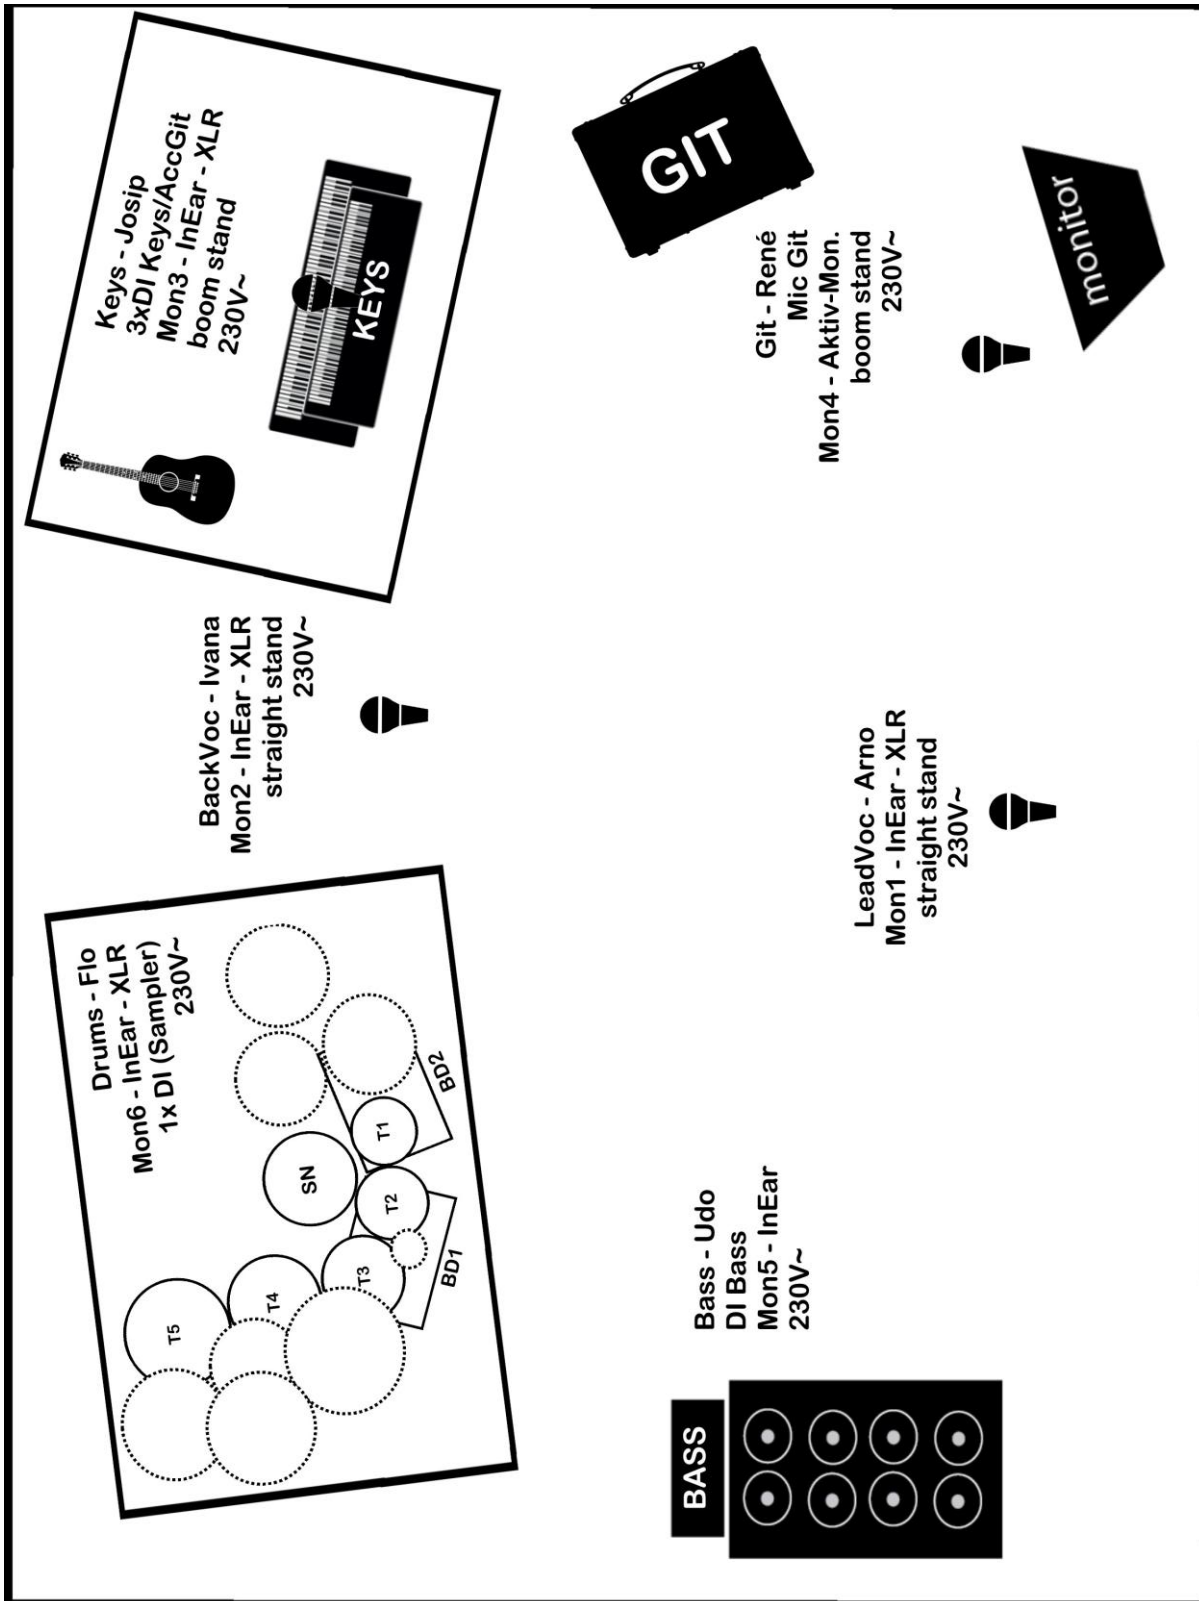 Drums - Flo
Mon6 - InEar - XLR
1x DI (Sampler)
230V~
T5
T4
T3
T2
T1
SN
BD1
BD2
BackVoc - Ivana
Mon2 - InEar - XLR
straight stand
230V~
Keys - Josip
3xDI Keys/AccGit
Mon3 - InEar - XLR
boom stand
230V~
KEYS
BASS
Bass - Udo
DI Bass
Mon5 - InEar
230V~
LeadVoc - Arno
Mon1 - InEar - XLR
straight stand
230V~
GIT
Git - René
Mic Git
Mon4 - Aktiv-Mon.
boom stand
230V~
monitor